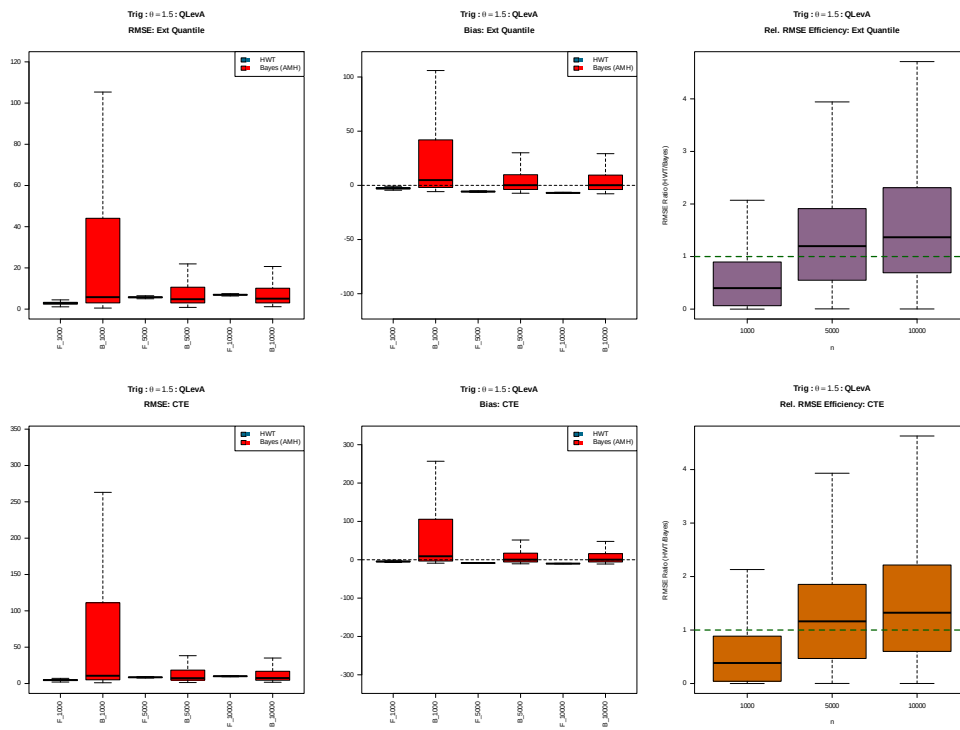 Trig : θ = 1.5 : QLevA
RMSE: Ext Quantile
HWT
Bayes (AMH)
120
100
80
60
40
20
0
F_1000
B_1000
F_5000
B_5000
F_10000
B_10000
Trig : θ = 1.5 : QLevA
Bias: Ext Quantile
HWT
Bayes (AMH)
100
50
0
-50
-100
F_1000
B_1000
F_5000
B_5000
F_10000
B_10000
Trig : θ = 1.5 : QLevA
Rel. RMSE Efficiency: Ext Quantile
RMSE Ratio (HWT/Bayes)
4
3
2
1
0
1000
5000
10000
n
Trig : θ = 1.5 : QLevA
RMSE: CTE
HWT
Bayes (AMH)
350
300
250
200
150
100
50
0
F_1000
B_1000
F_5000
B_5000
F_10000
B_10000
Trig : θ = 1.5 : QLevA
Bias: CTE
HWT
Bayes (AMH)
300
200
100
0
-100
-200
-300
F_1000
B_1000
F_5000
B_5000
F_10000
B_10000
Trig : θ = 1.5 : QLevA
Rel. RMSE Efficiency: CTE
RMSE Ratio (HWT/Bayes)
4
3
2
1
0
1000
5000
10000
n